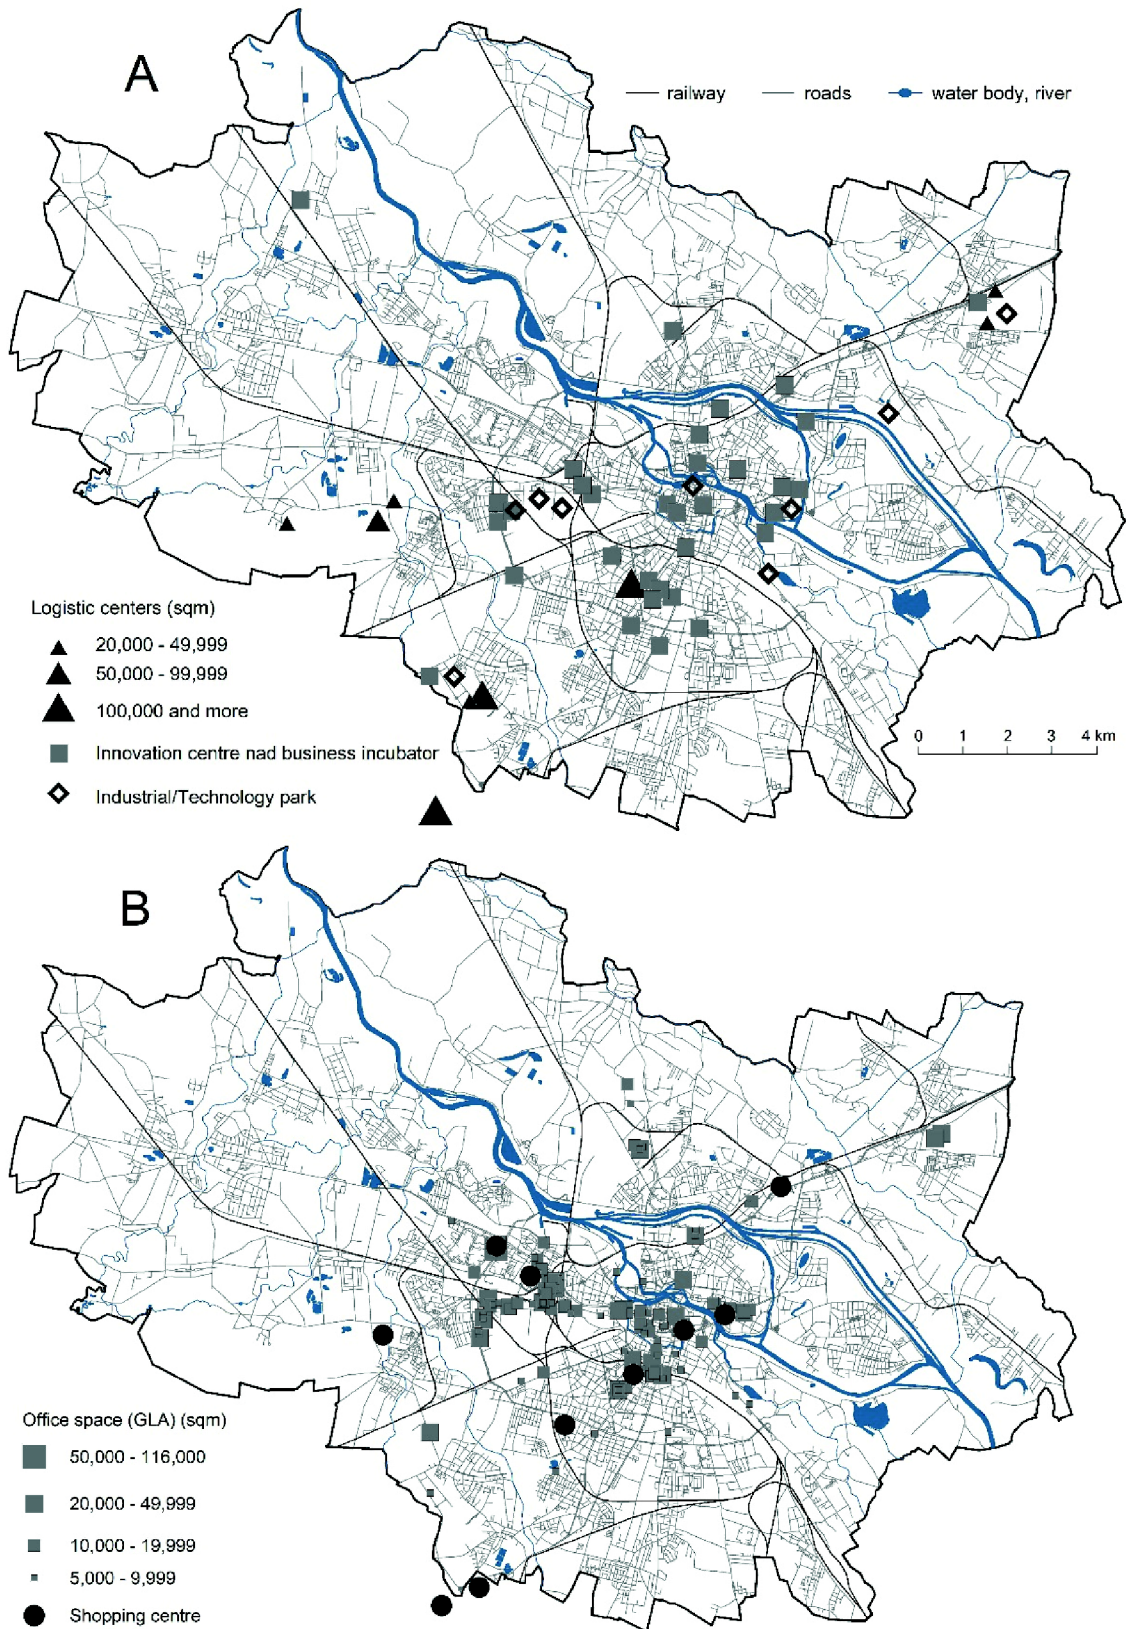 A
railway roads water body, river
Logistic centers (sqm)
20,000 - 49,999
50,000 - 99,999
100,000 and more
Innovation centre nad business incubator
Industrial/Technology park
0 1 2 3 4 km
B
Office space (GLA) (sqm)
50,000 - 116,000
20,000 - 49,999
10,000 - 19,999
5,000 - 9,999
Shopping centre